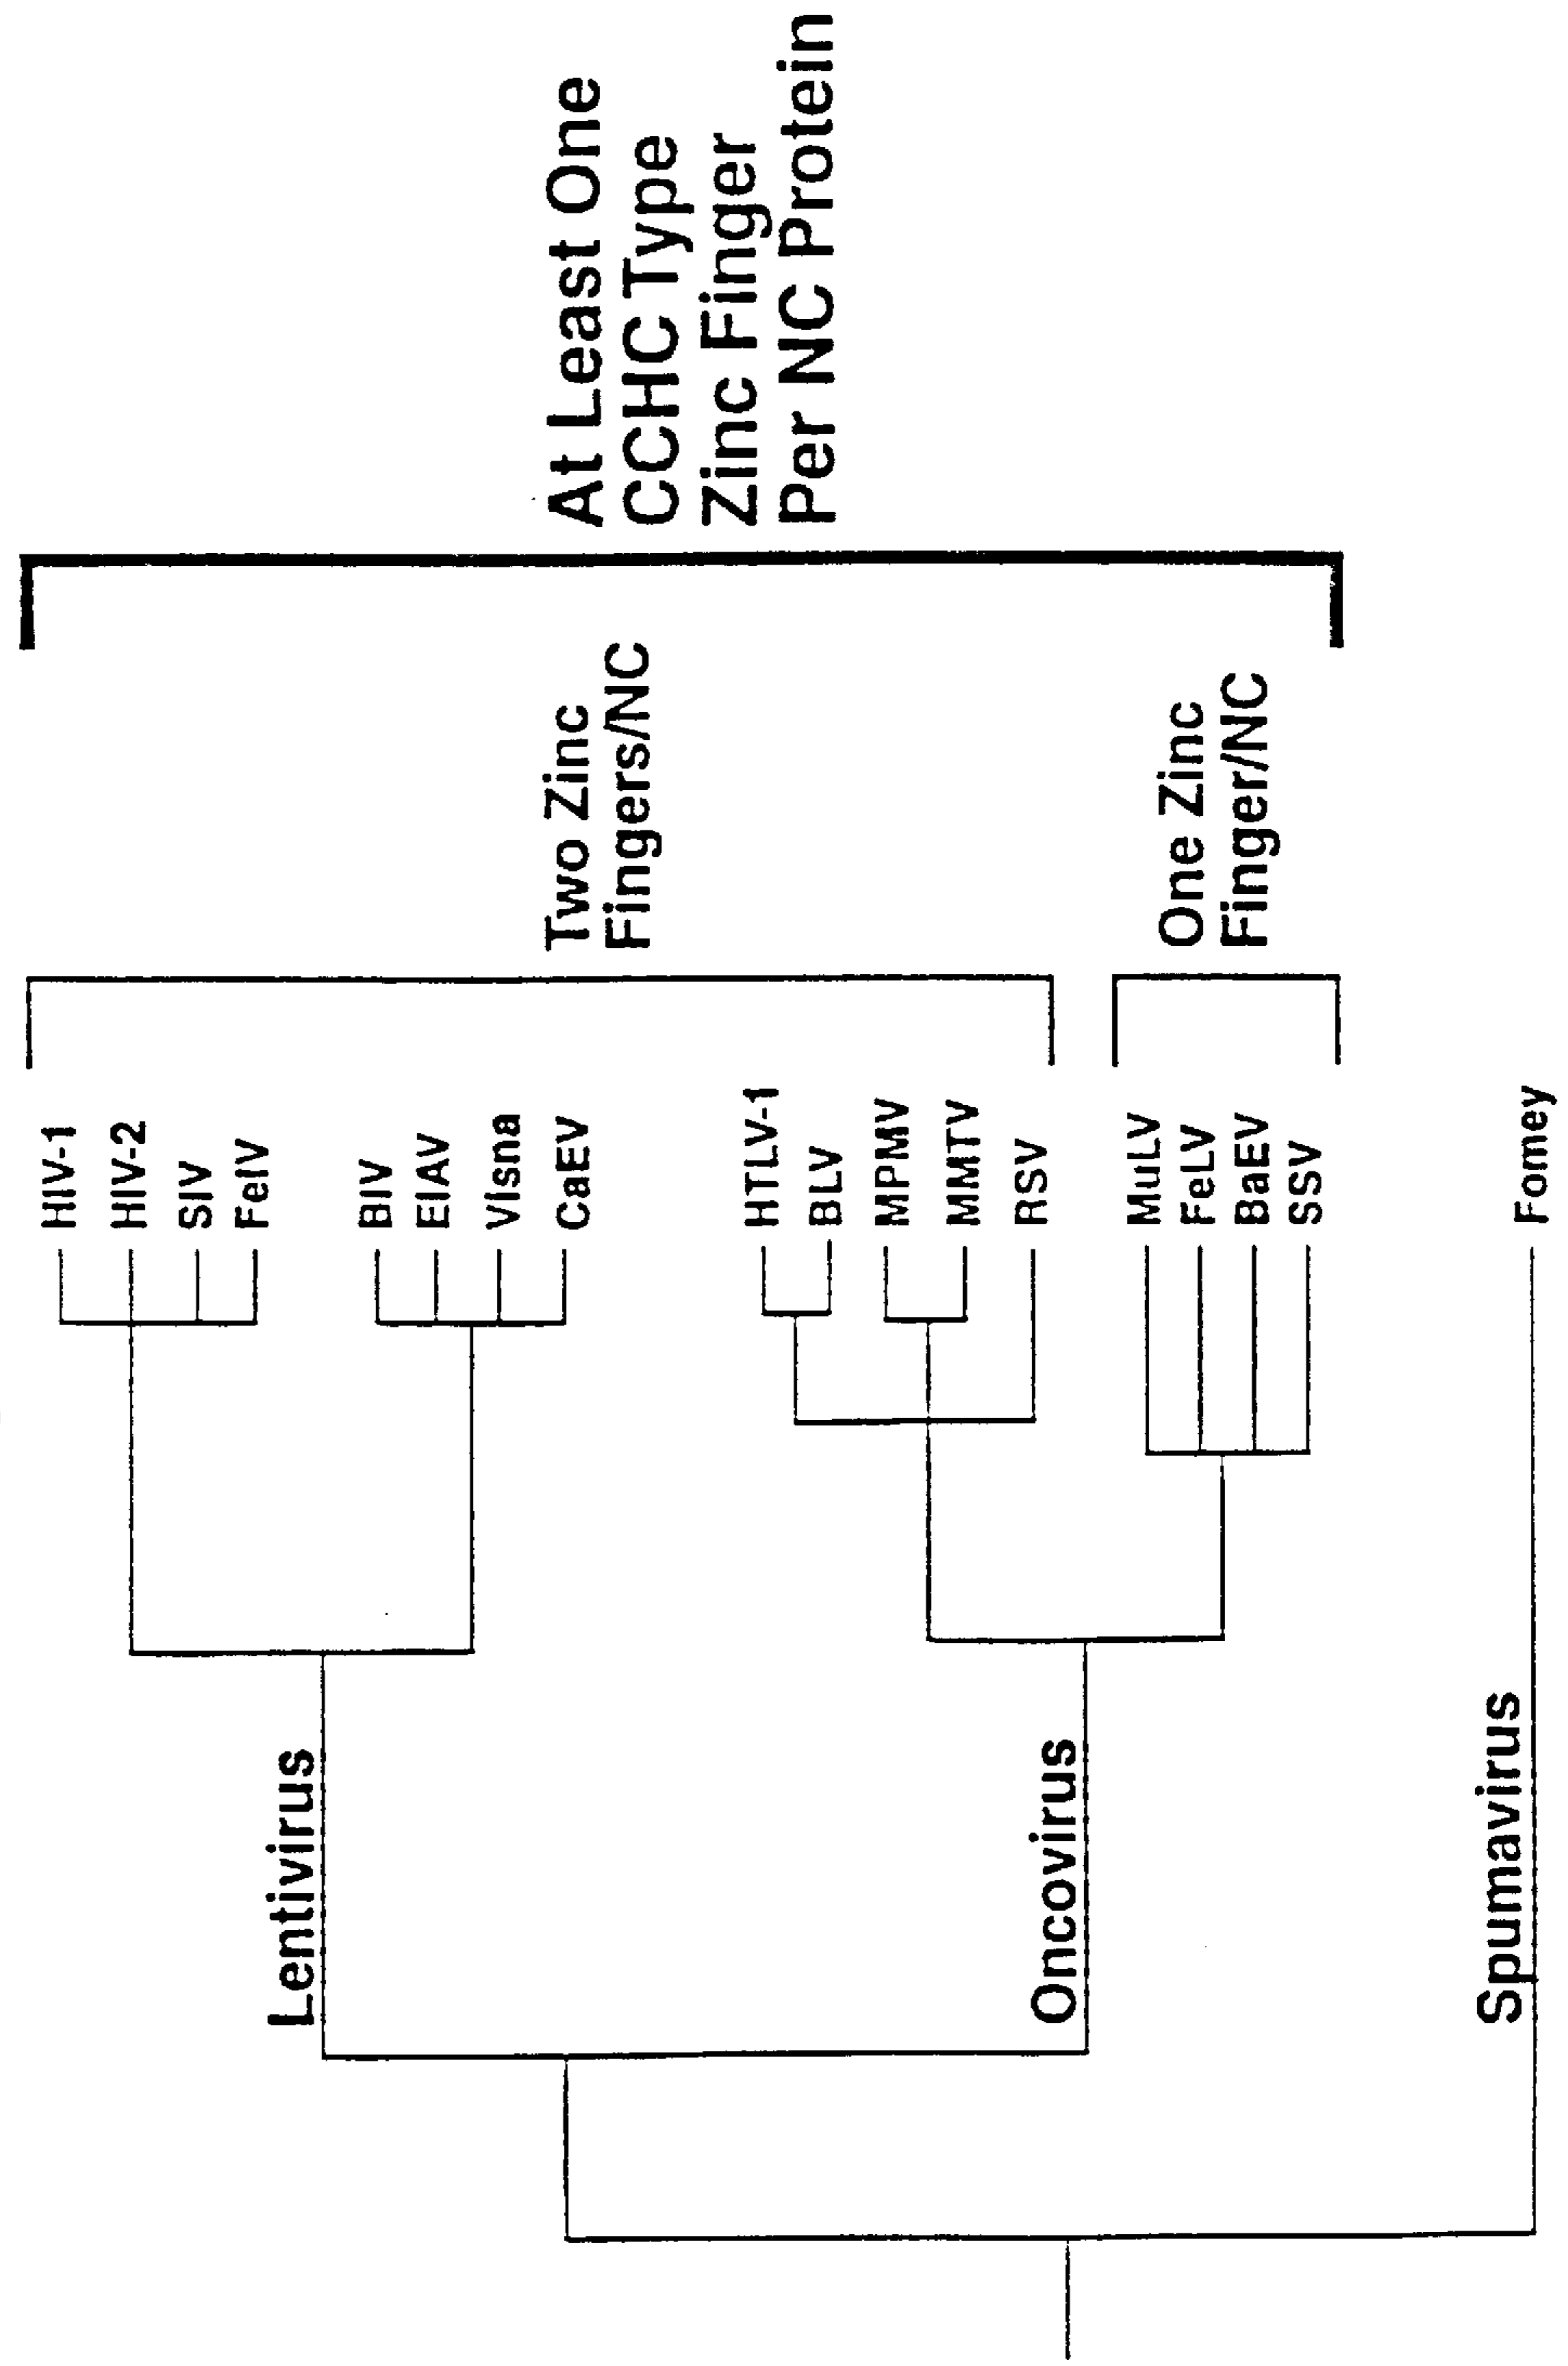 Lentivirus
Oncovirus
Spumavirus
HIV-1
HIV-2
SIV
FeIV
BIV
EIAV
Visna
CaEV
HTLV-1
BLV
MPMV
MMTV
RSV
MuLV
FeLV
BaEV
SSV
Fomey
Two Zinc
Fingers/NC
One Zinc
Finger/NC
At Least One
CCHC Type
Zinc Finger
Per NC Protein